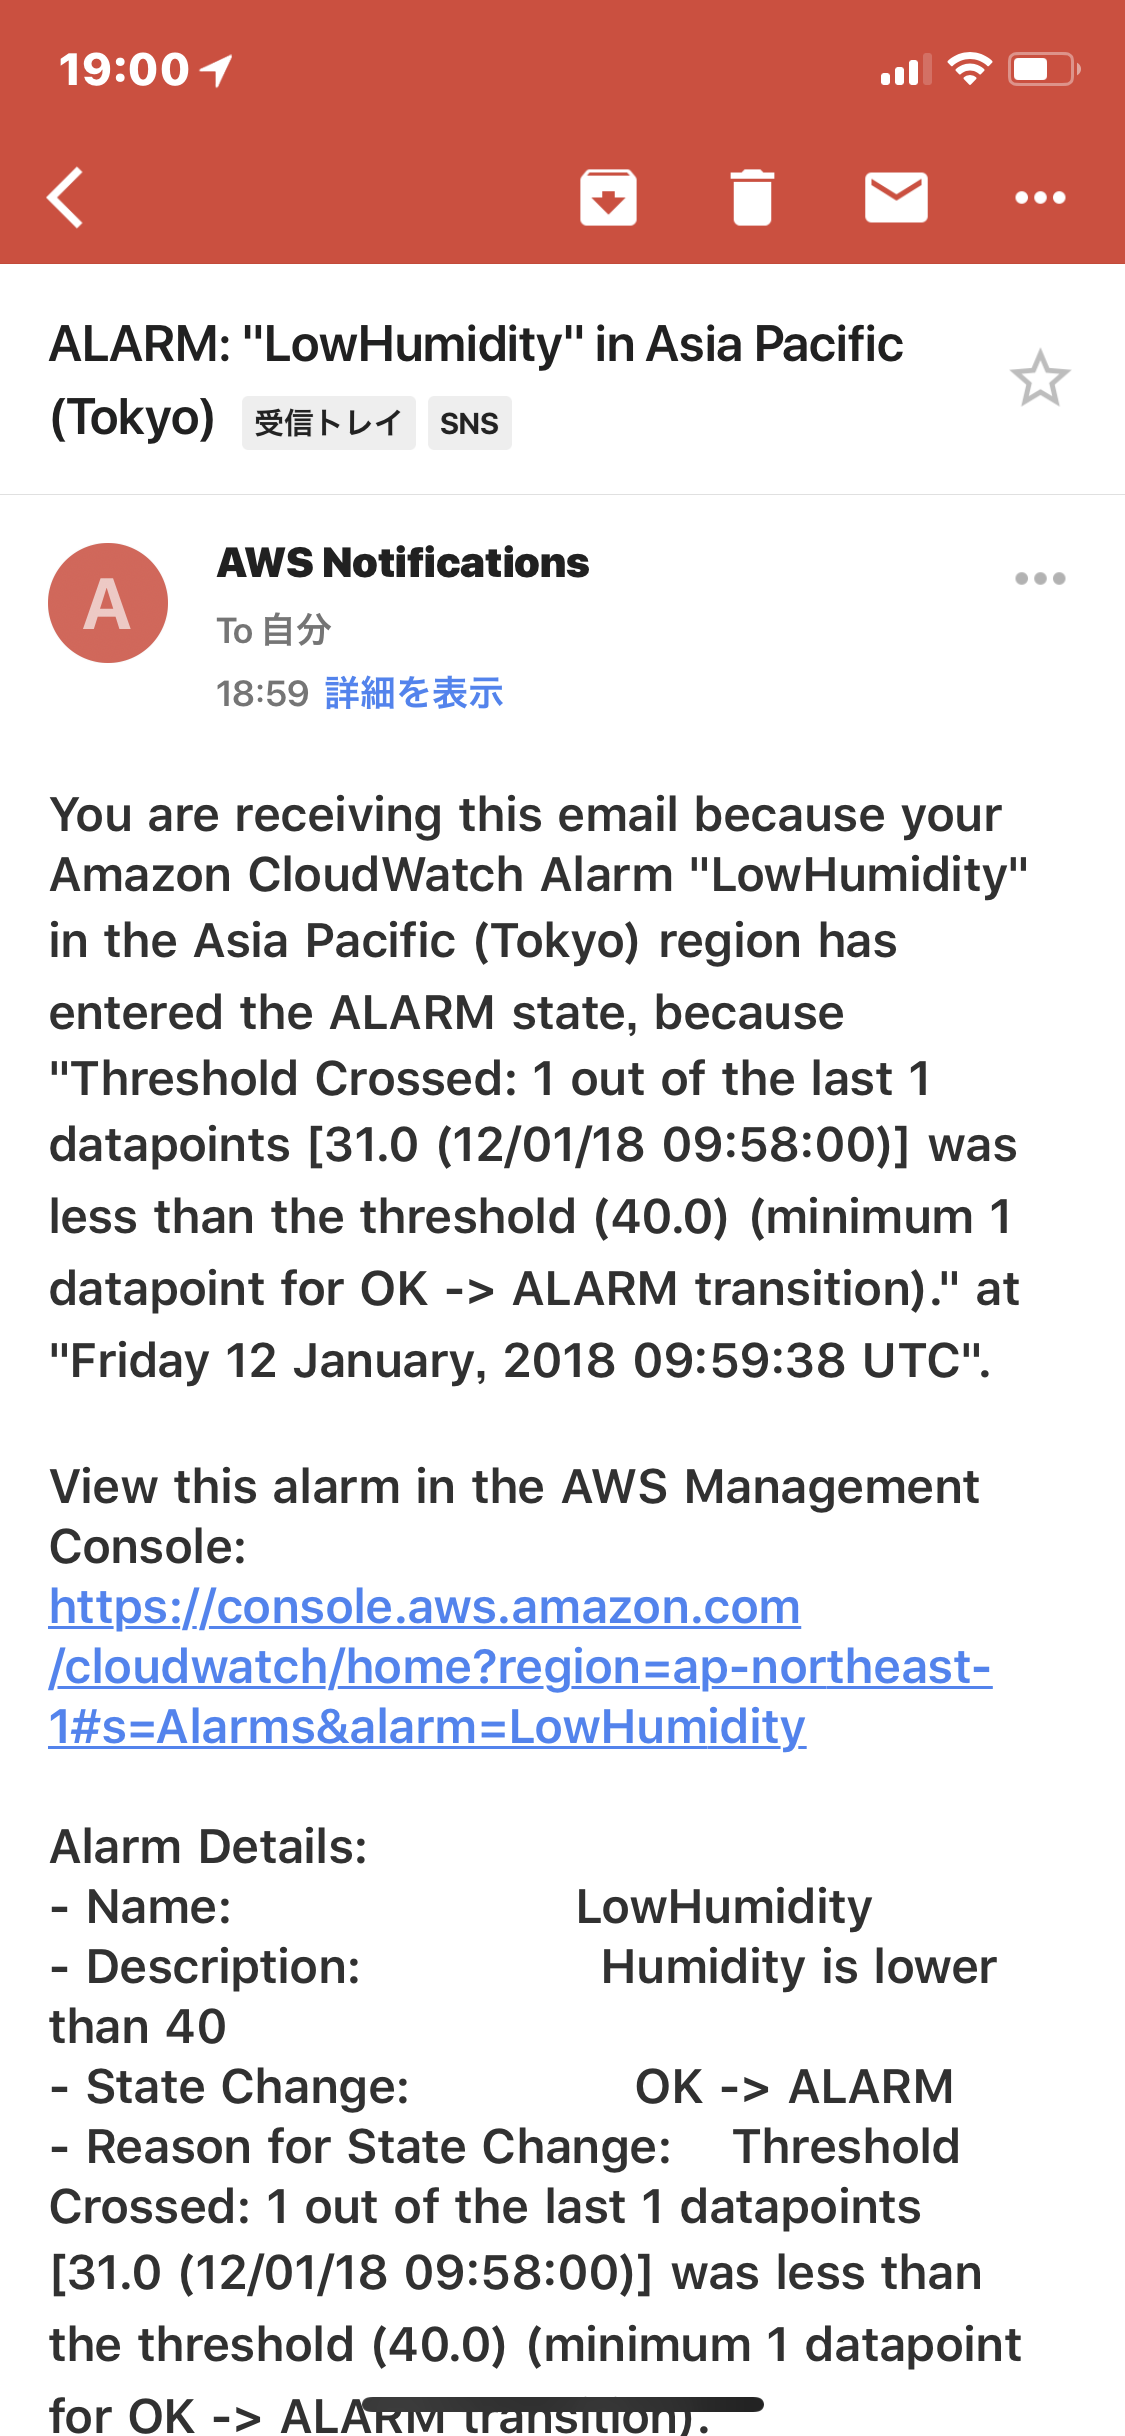 19:00
ALARM: "LowHumidity" in Asia Pacific
(Tokyo) 受信トレイ SNS
A
AWS Notifications
To 自分
18:59 詳細を表示
You are receiving this email because your
Amazon CloudWatch Alarm "LowHumidity"
in the Asia Pacific (Tokyo) region has
entered the ALARM state, because
"Threshold Crossed: 1 out of the last 1
datapoints [31.0 (12/01/18 09:58:00)] was
less than the threshold (40.0) (minimum 1
datapoint for OK -> ALARM transition)." at
"Friday 12 January, 2018 09:59:38 UTC".
View this alarm in the AWS Management
Console:
https://console.aws.amazon.com
/cloudwatch/home?region=ap-northeast-
1#s=Alarms&alarm=LowHumidity
Alarm Details:
- Name: LowHumidity
- Description: Humidity is lower
than 40
- State Change: OK -> ALARM
- Reason for State Change: Threshold
Crossed: 1 out of the last 1 datapoints
[31.0 (12/01/18 09:58:00)] was less than
the threshold (40.0) (minimum 1 datapoint
for OK -> ALARM transition).